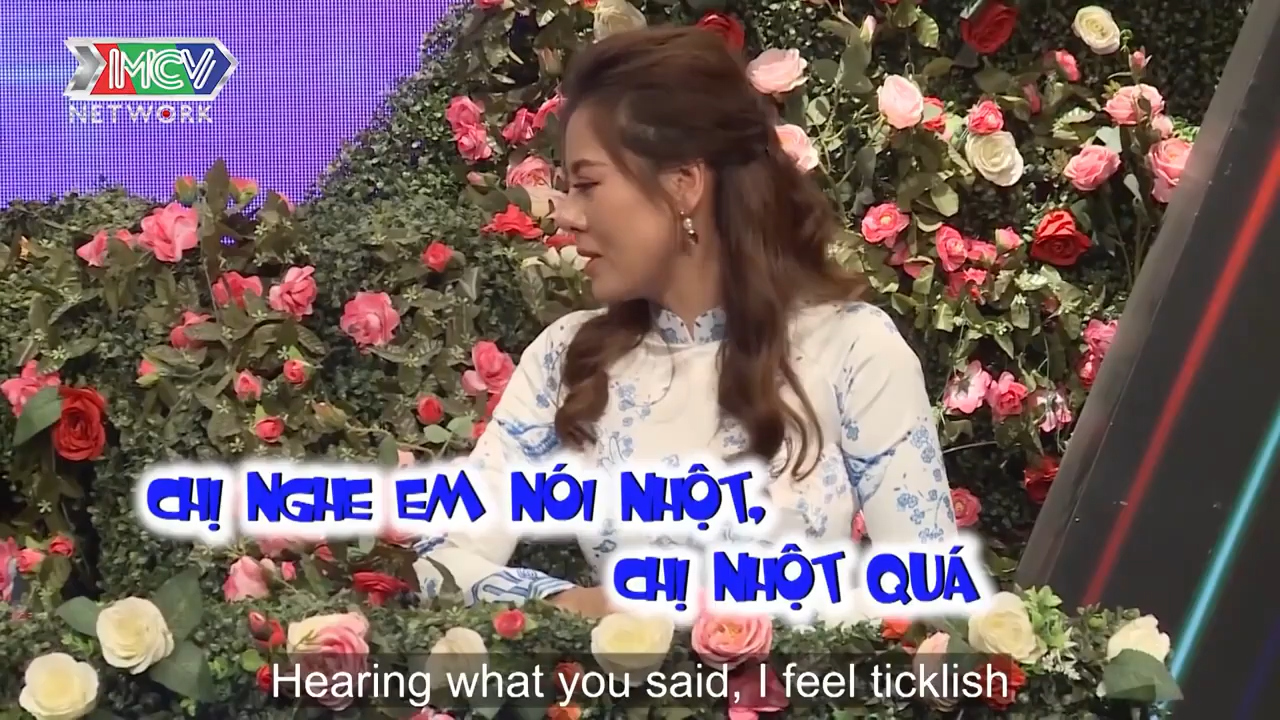 MCV
NETWORK
CHỊ NGHE EM NÓI NHỘT,
CHỊ NHỘT QUÁ
Hearing what you said, I feel ticklish